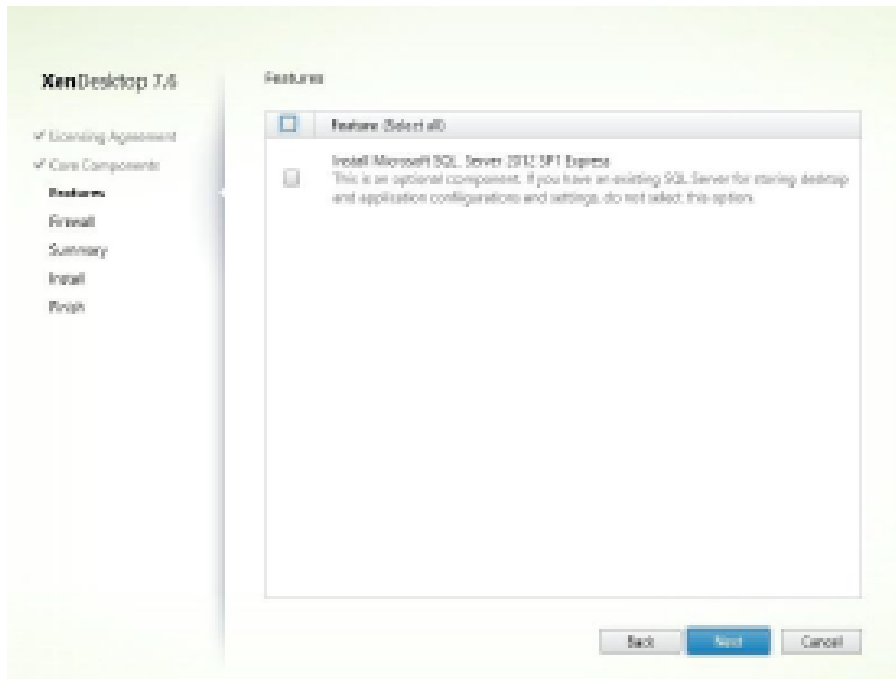 XenDesktop 7.6
Licensing Agreement
Core Components
Features
Firewall
Summary
Install
Finish
Features
Feature (Select all)
Install Microsoft SQL Server 2012 SP1 Express
This is an optional component. If you have an existing SQL Server for storing desktop
and application configurations and settings, do not select this option.
Back
Next
Cancel